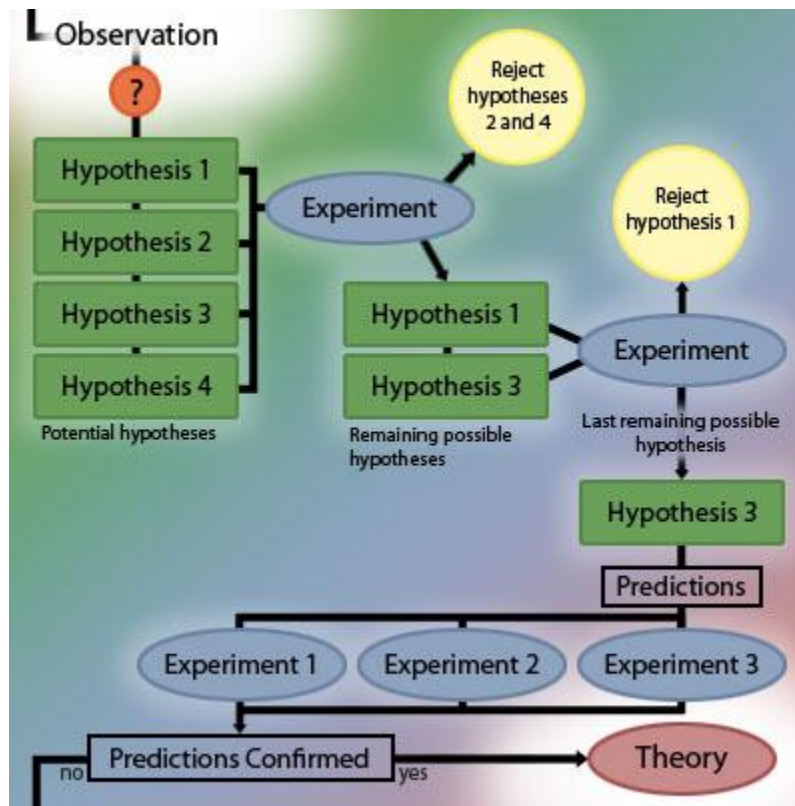 Observation
?
Hypothesis 1
Hypothesis 2
Hypothesis 3
Hypothesis 4
Potential hypotheses
Experiment
Reject
hypotheses
2 and 4
Hypothesis 1
Hypothesis 3
Remaining possible
hypotheses
Experiment
Reject
hypothesis 1
Last remaining possible
hypothesis
Hypothesis 3
Predictions
Experiment 1
Experiment 2
Experiment 3
Predictions Confirmed
no
yes
Theory